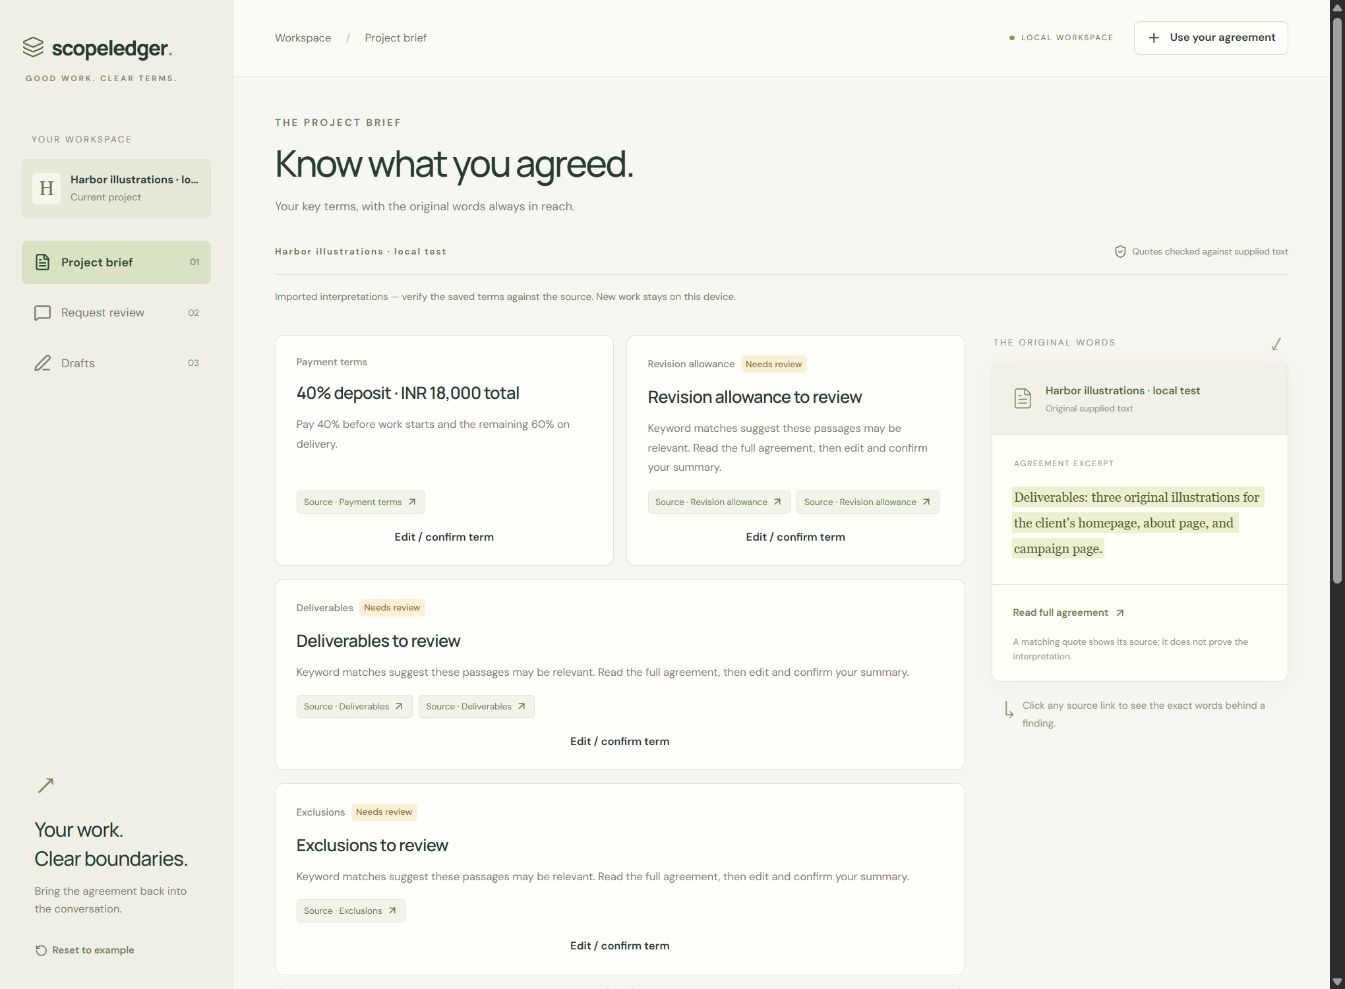 scopeledger.
GOOD WORK. CLEAR TERMS.
YOUR WORKSPACE
H
Harbor illustrations · lo...
Current project
Project brief 01
Request review 02
Drafts 03
Your work.
Clear boundaries.
Bring the agreement back into
the conversation.
Reset to example
Workspace / Project brief
LOCAL WORKSPACE
Use your agreement
THE PROJECT BRIEF
Know what you agreed.
Your key terms, with the original words always in reach.
Harbor illustrations · local test
Quotes checked against supplied text
Imported interpretations — verify the saved terms against the source. New work stays on this device.
Payment terms
40% deposit · INR 18,000 total
Pay 40% before work starts and the remaining 60% on
delivery.
Source · Payment terms
Edit / confirm term
Revision allowance Needs review
Revision allowance to review
Keyword matches suggest these passages may be
relevant. Read the full agreement, then edit and confirm
your summary.
Source · Revision allowance Source · Revision allowance
Edit / confirm term
Deliverables Needs review
Deliverables to review
Keyword matches suggest these passages may be relevant. Read the full agreement, then edit and confirm your summary.
Source · Deliverables Source · Deliverables
Edit / confirm term
Exclusions Needs review
Exclusions to review
Keyword matches suggest these passages may be relevant. Read the full agreement, then edit and confirm your summary.
Source · Exclusions
Edit / confirm term
THE ORIGINAL WORDS
Harbor illustrations · local test
Original supplied text
AGREEMENT EXCERPT
Deliverables: three original illustrations for
the client's homepage, about page, and
campaign page.
Read full agreement
A matching quote shows its source; it does not prove the
interpretation.
Click any source link to see the exact words behind a
finding.